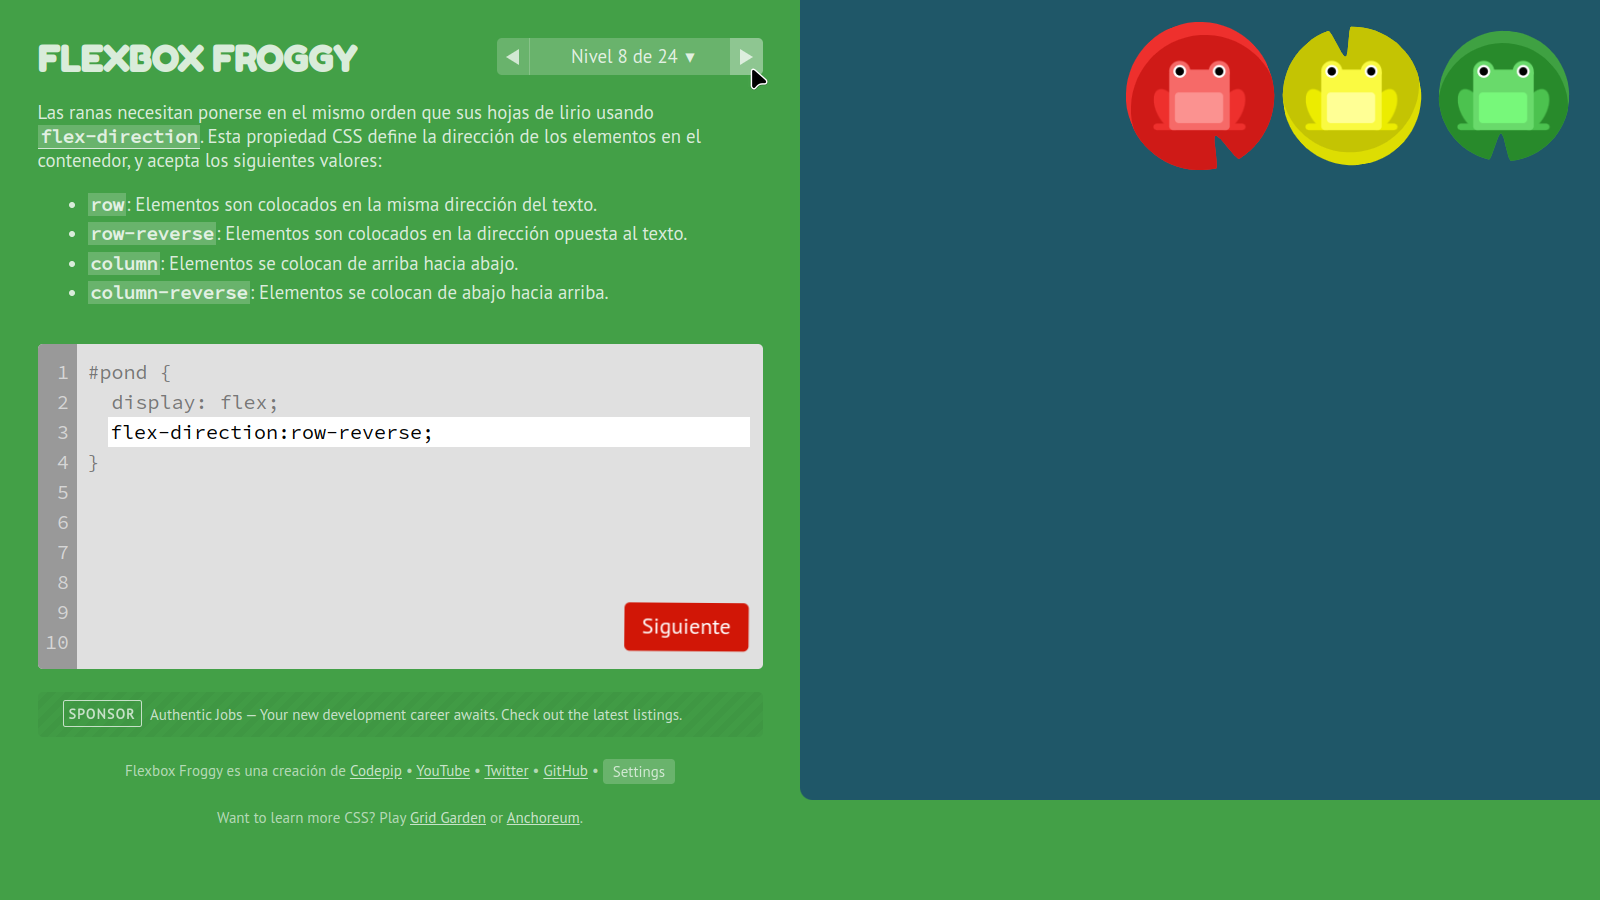 FLEXBOX FROGGY
Nivel 8 de 24 ▾
Las ranas necesitan ponerse en el mismo orden que sus hojas de lirio usando
flex-direction. Esta propiedad CSS define la dirección de los elementos en el
contenedor, y acepta los siguientes valores:
• row: Elementos son colocados en la misma dirección del texto.
• row-reverse: Elementos son colocados en la dirección opuesta al texto.
• column: Elementos se colocan de arriba hacia abajo.
• column-reverse: Elementos se colocan de abajo hacia arriba.
1 #pond {
2 display: flex;
3 flex-direction:row-reverse;
4 }
5
6
7
8
9
10
Siguiente
SPONSOR Authentic Jobs — Your new development career awaits. Check out the latest listings.
Flexbox Froggy es una creación de Codepip • YouTube • Twitter • GitHub • Settings
Want to learn more CSS? Play Grid Garden or Anchoreum.